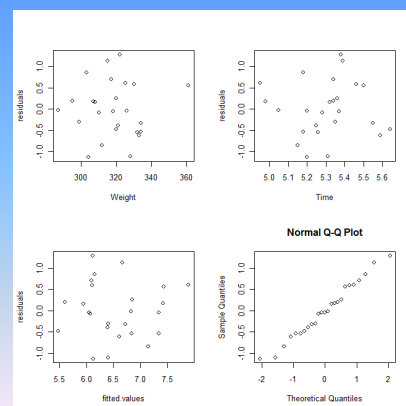 residuals
-1.0 -0.5 0.0 0.5 1.0
300 320 340 360
Weight
residuals
-1.0 -0.5 0.0 0.5 1.0
5.0 5.1 5.2 5.3 5.4 5.5 5.6
Time
residuals
-1.0 -0.5 0.0 0.5 1.0
5.5 6.0 6.5 7.0 7.5
fitted.values
Normal Q-Q Plot
Sample Quantiles
-1.0 -0.5 0.0 0.5 1.0
-2 -1 0 1 2
Theoretical Quantiles